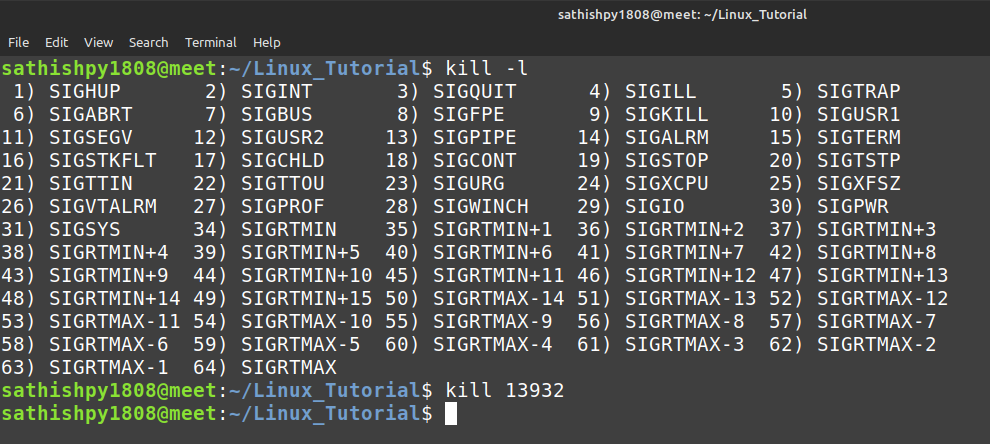 sathishpy1808@meet: ~/Linux_Tutorial
File Edit View Search Terminal Help
sathishpy1808@meet:~/Linux_Tutorial$ kill -l
 1) SIGHUP       2) SIGINT       3) SIGQUIT      4) SIGILL       5) SIGTRAP
 6) SIGABRT      7) SIGBUS       8) SIGFPE       9) SIGKILL     10) SIGUSR1
11) SIGSEGV     12) SIGUSR2     13) SIGPIPE     14) SIGALRM     15) SIGTERM
16) SIGSTKFLT   17) SIGCHLD     18) SIGCONT     19) SIGSTOP     20) SIGTSTP
21) SIGTTIN     22) SIGTTOU     23) SIGURG      24) SIGXCPU     25) SIGXFSZ
26) SIGVTALRM   27) SIGPROF     28) SIGWINCH    29) SIGIO       30) SIGPWR
31) SIGSYS      34) SIGRTMIN    35) SIGRTMIN+1  36) SIGRTMIN+2  37) SIGRTMIN+3
38) SIGRTMIN+4  39) SIGRTMIN+5  40) SIGRTMIN+6  41) SIGRTMIN+7  42) SIGRTMIN+8
43) SIGRTMIN+9  44) SIGRTMIN+10 45) SIGRTMIN+11 46) SIGRTMIN+12 47) SIGRTMIN+13
48) SIGRTMIN+14 49) SIGRTMIN+15 50) SIGRTMAX-14 51) SIGRTMAX-13 52) SIGRTMAX-12
53) SIGRTMAX-11 54) SIGRTMAX-10 55) SIGRTMAX-9  56) SIGRTMAX-8  57) SIGRTMAX-7
58) SIGRTMAX-6  59) SIGRTMAX-5  60) SIGRTMAX-4  61) SIGRTMAX-3  62) SIGRTMAX-2
63) SIGRTMAX-1  64) SIGRTMAX
sathishpy1808@meet:~/Linux_Tutorial$ kill 13932
sathishpy1808@meet:~/Linux_Tutorial$